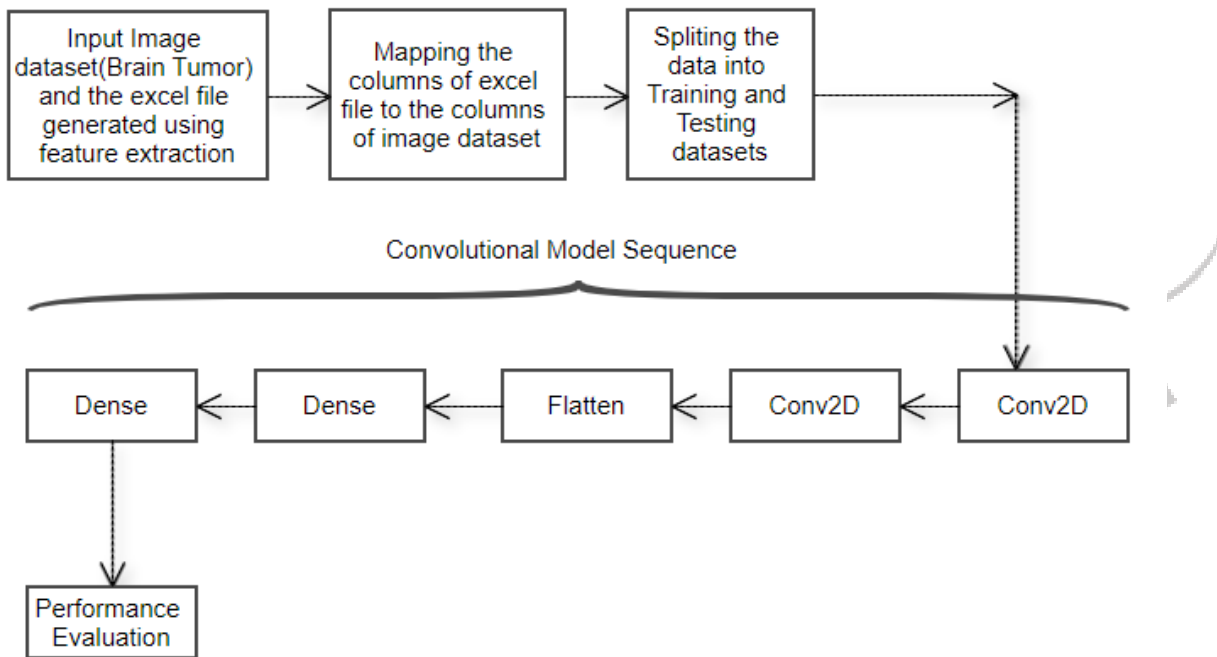 Input Image
dataset(Brain Tumor)
and the excel file
generated using
feature extraction
Mapping the
columns of excel
file to the columns
of image dataset
Spliting the
data into
Training and
Testing
datasets
Convolutional Model Sequence
Dense
Dense
Flatten
Conv2D
Conv2D
Performance
Evaluation